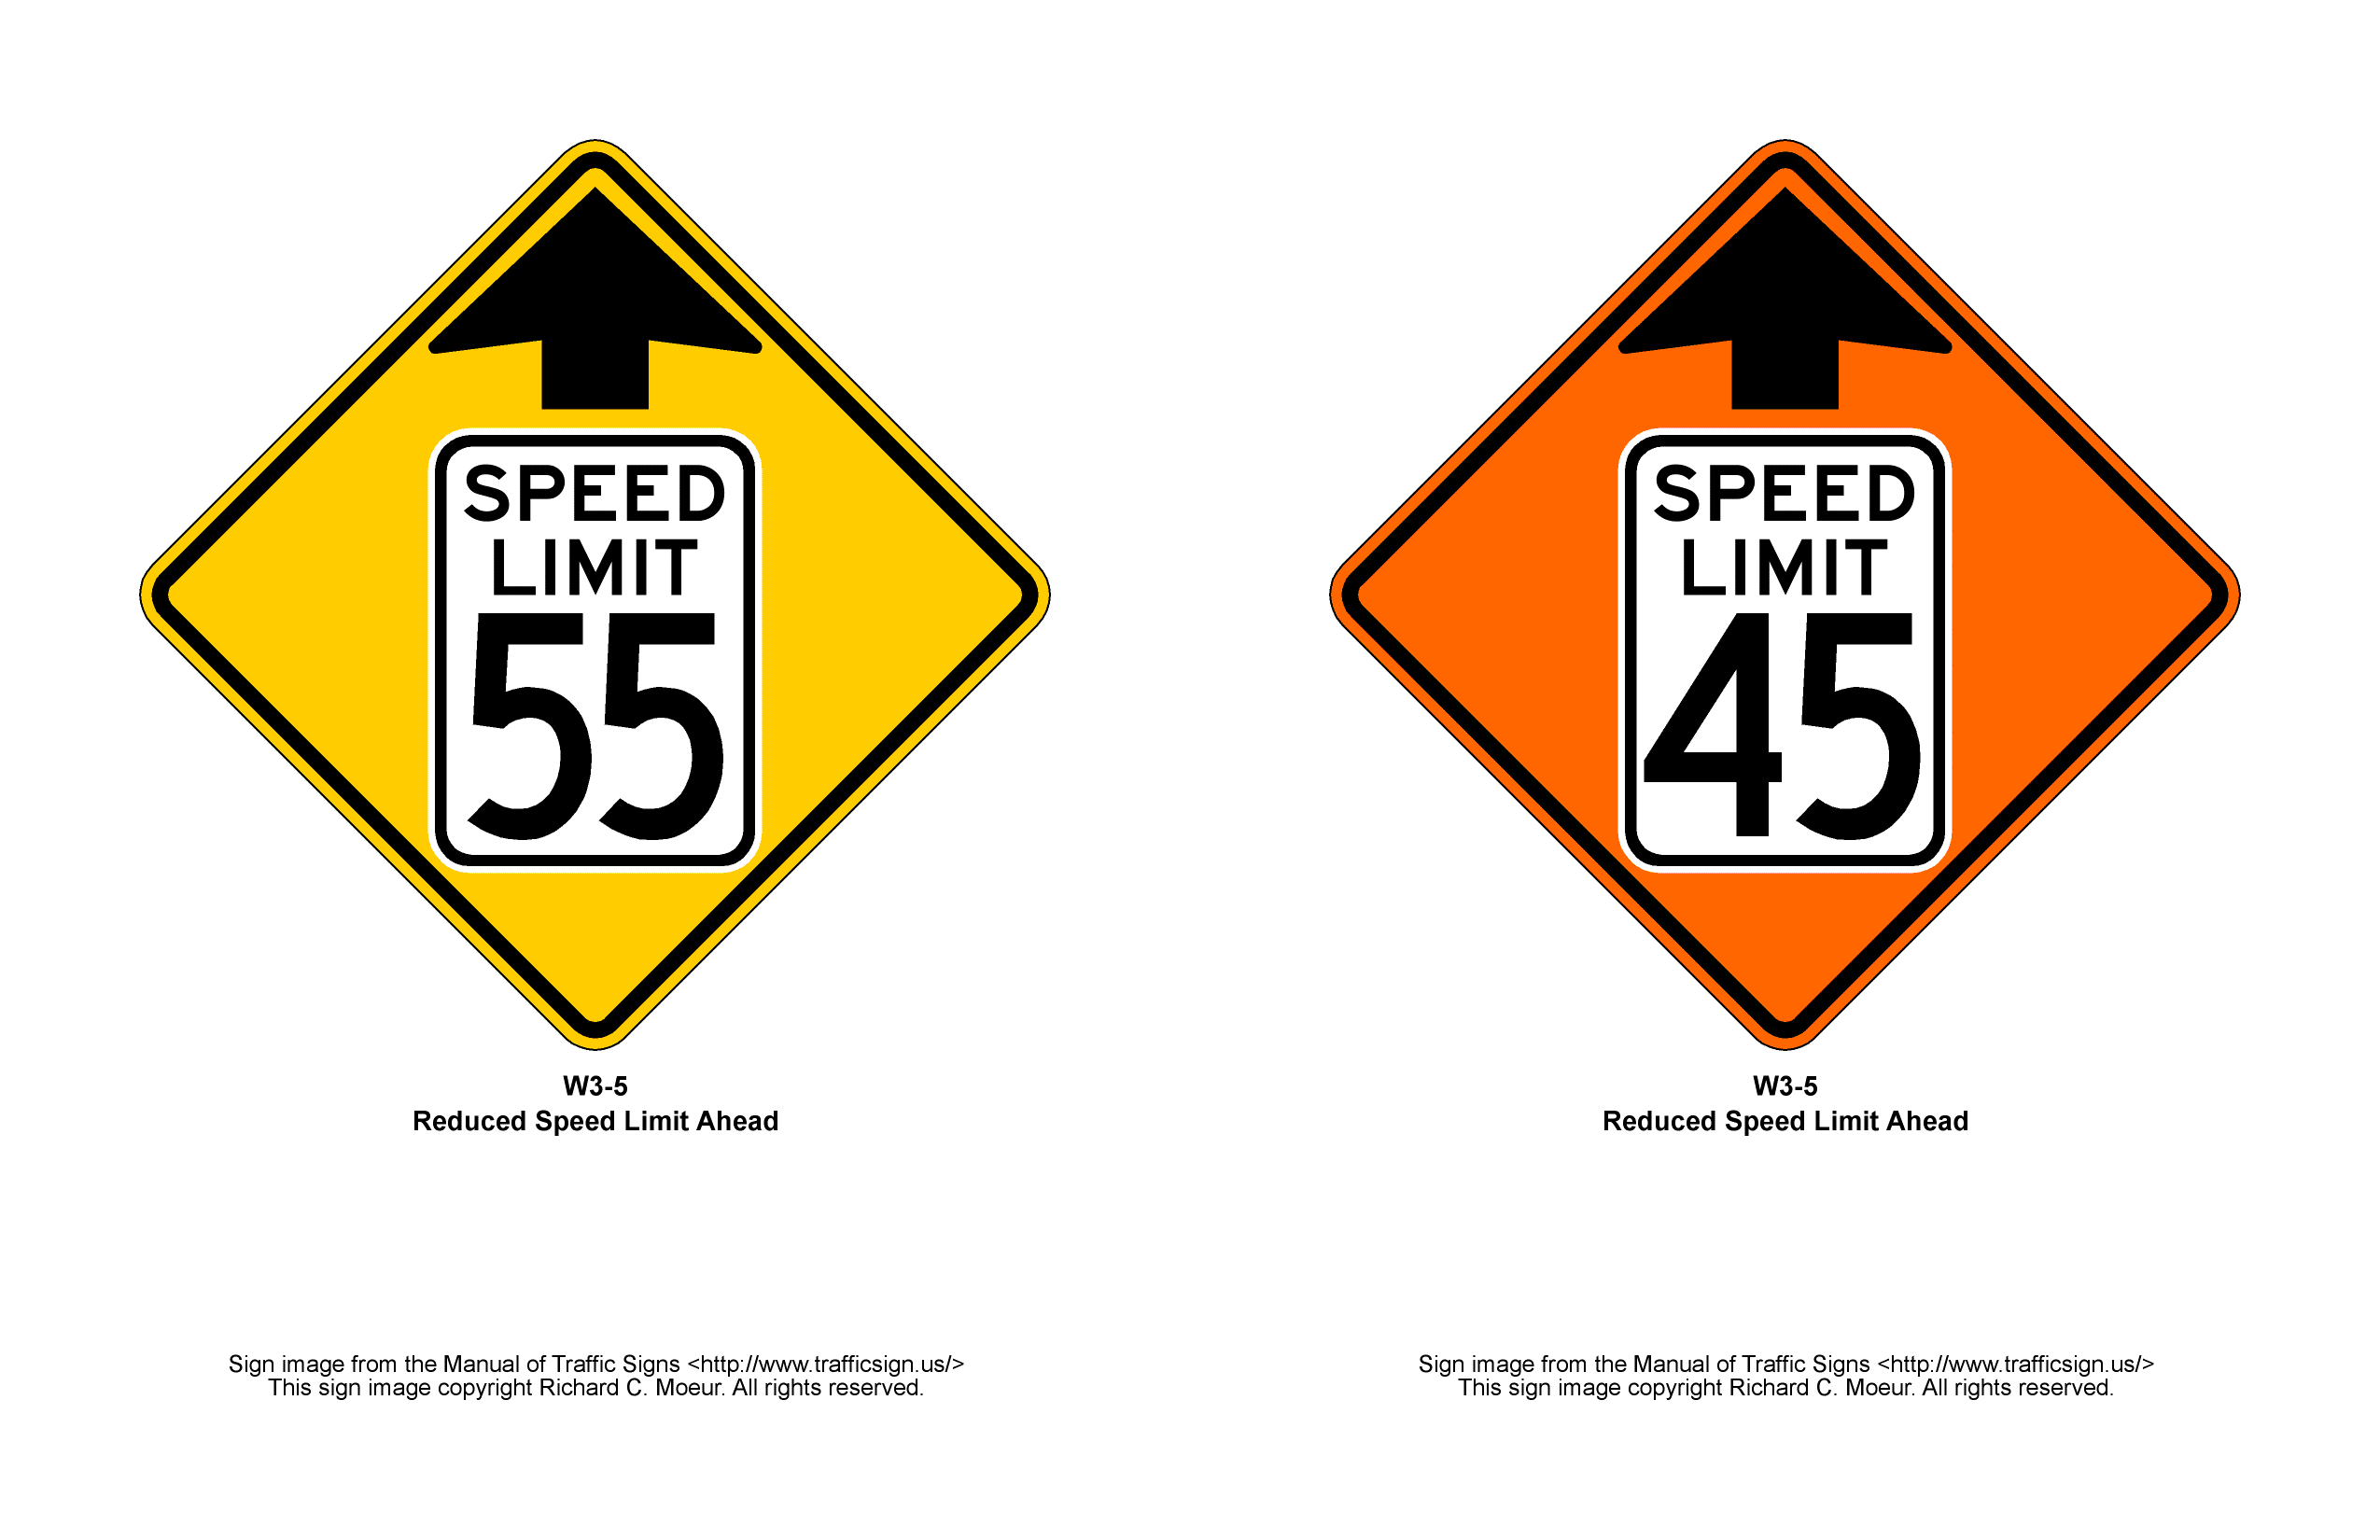 SPEED
LIMIT
55
W3-5
Reduced Speed Limit Ahead
Sign image from the Manual of Traffic Signs <http://www.trafficsign.us/>
This sign image copyright Richard C. Moeur. All rights reserved.
SPEED
LIMIT
45
W3-5
Reduced Speed Limit Ahead
Sign image from the Manual of Traffic Signs <http://www.trafficsign.us/>
This sign image copyright Richard C. Moeur. All rights reserved.